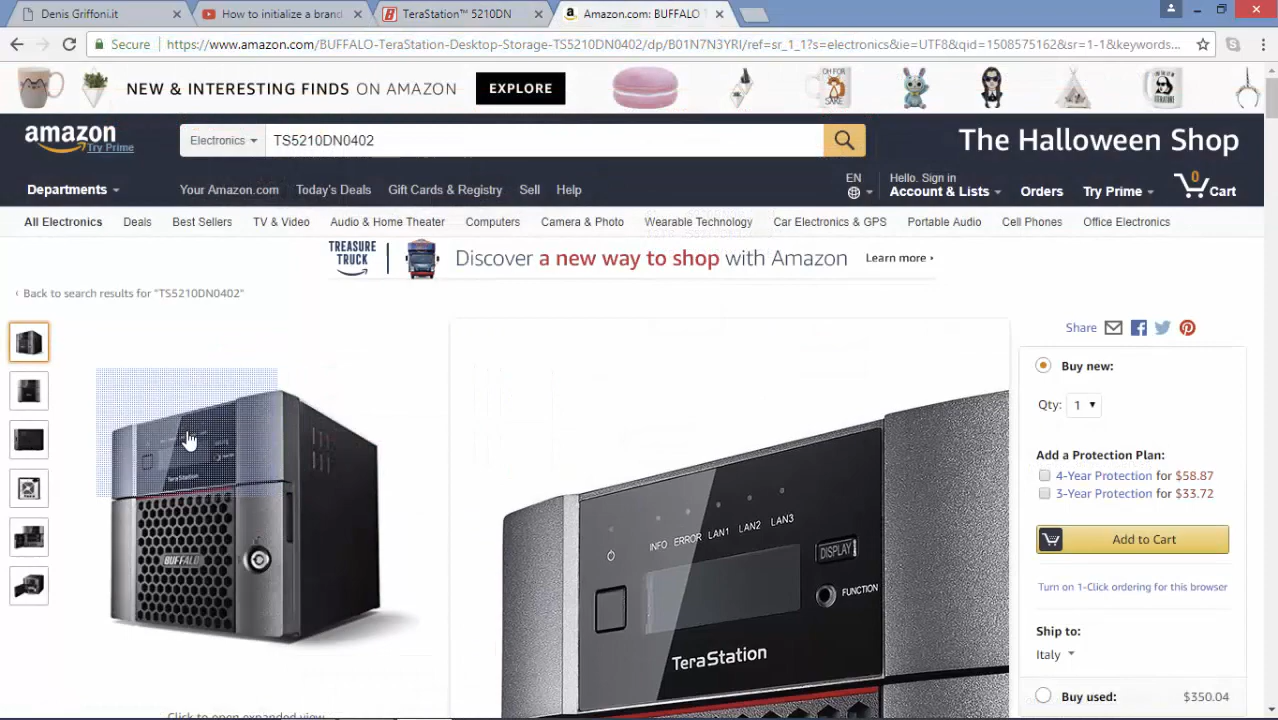 Denis Griffoni.it
How to initialize a brand
TeraStation™ 5210DN
Amazon.com: BUFFALO
Secure
https://www.amazon.com/BUFFALO-TeraStation-Desktop-Storage-TS5210DN0402/dp/B01N7N3YRI/ref=sr_1_1?s=electronics&ie=UTF8&qid=1508575162&sr=1-1&keywords...
NEW & INTERESTING FINDS ON AMAZON EXPLORE
OH FOR
SAKE
amazon
Try Prime
Electronics
TS5210DN0402
The Halloween Shop
Departments
Your Amazon.com Today's Deals Gift Cards & Registry Sell Help
EN
Hello. Sign in
Account & Lists
Orders
Try Prime
0
Cart
All Electronics Deals Best Sellers TV & Video Audio & Home Theater Computers Camera & Photo Wearable Technology Car Electronics & GPS Portable Audio Cell Phones Office Electronics
TREASURE
TRUCK
Discover a new way to shop with Amazon Learn more ›
‹ Back to search results for "TS5210DN0402"
Share
Buy new:
Qty: 1
Add a Protection Plan:
4-Year Protection for $58.87
3-Year Protection for $33.72
Add to Cart
Turn on 1-Click ordering for this browser
Ship to:
Italy
Buy used: $350.04
INFO ERROR LAN1 LAN2 LAN3
DISPLAY
FUNCTION
TeraStation
BUFFALO
Click to open expanded view